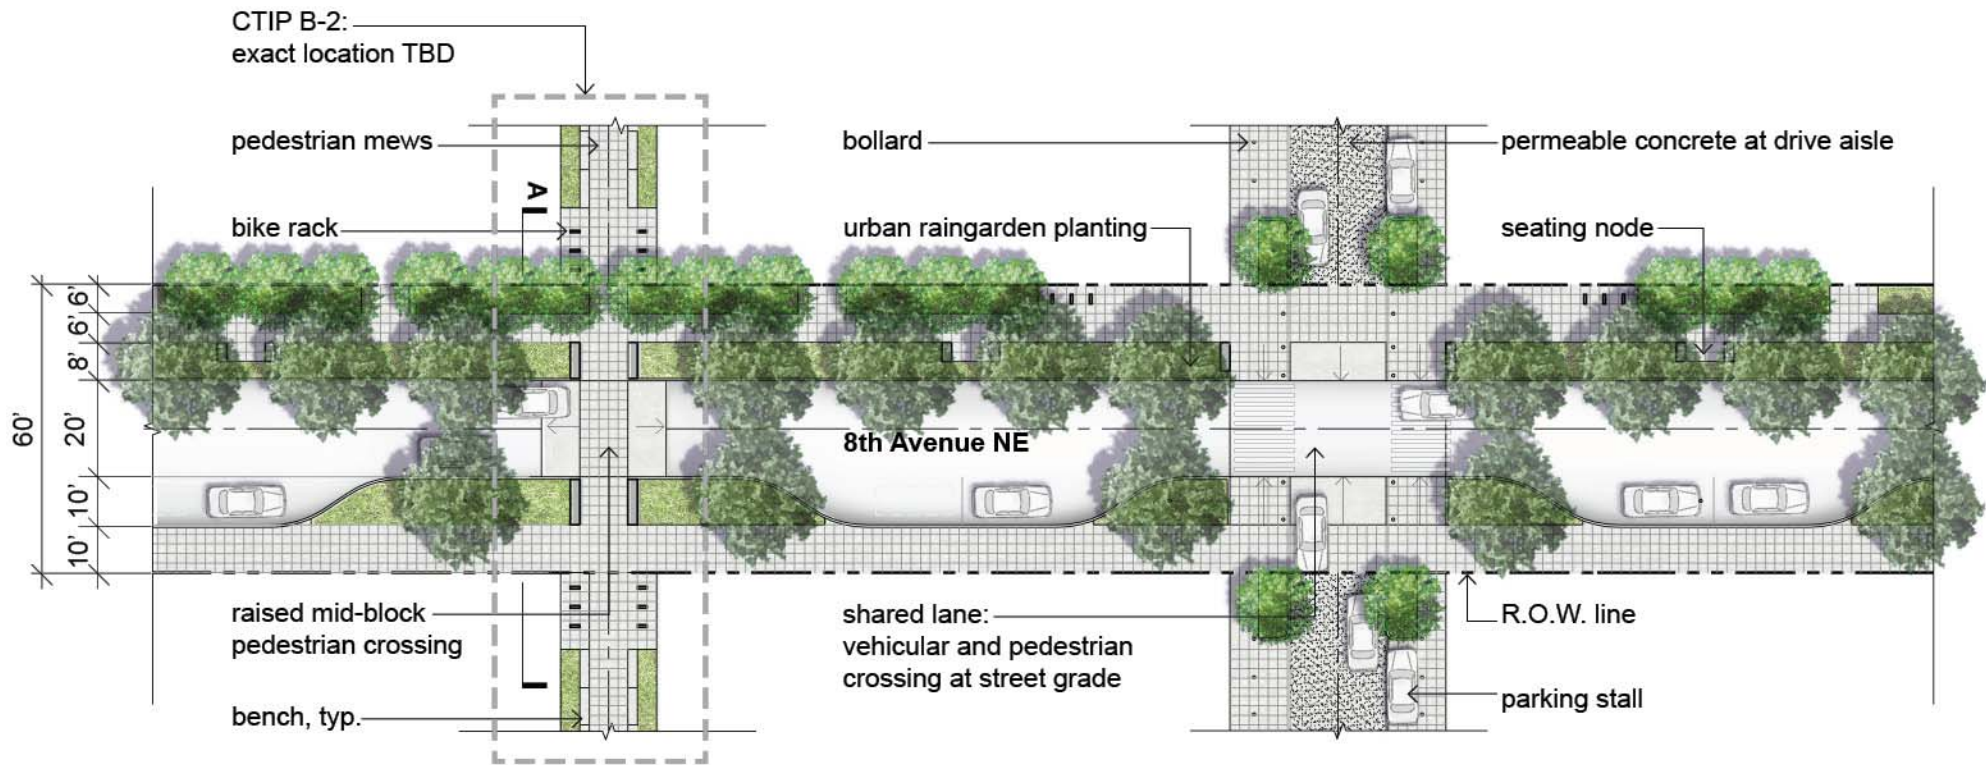 CTIP B-2:
exact location TBD
pedestrian mews
bollard
permeable concrete at drive aisle
A
bike rack
urban raingarden planting
seating node
6'
6'
8'
60'
20'
8th Avenue NE
10'
10'
raised mid-block
pedestrian crossing
shared lane:
vehicular and pedestrian
crossing at street grade
R.O.W. line
bench, typ.
parking stall